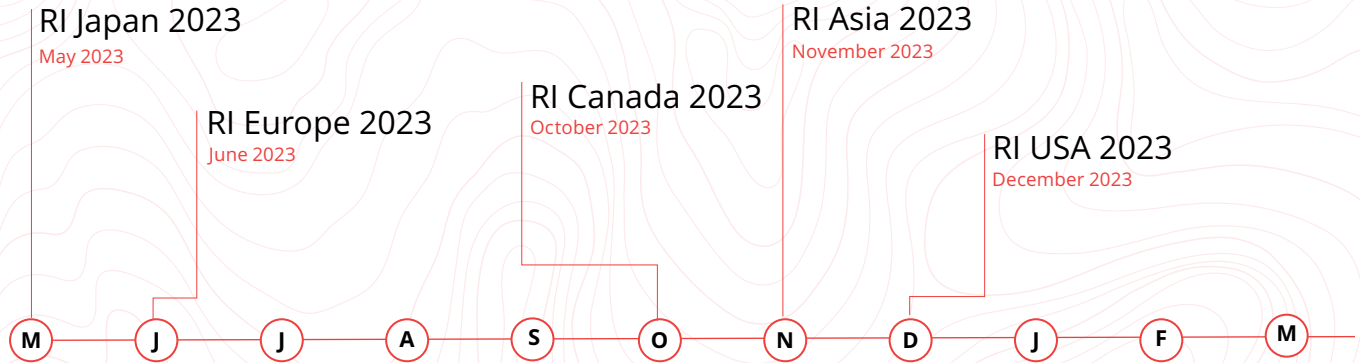 RI Japan 2023
May 2023
RI Europe 2023
June 2023
RI Canada 2023
October 2023
RI Asia 2023
November 2023
RI USA 2023
December 2023
M J J A S O N D J F M